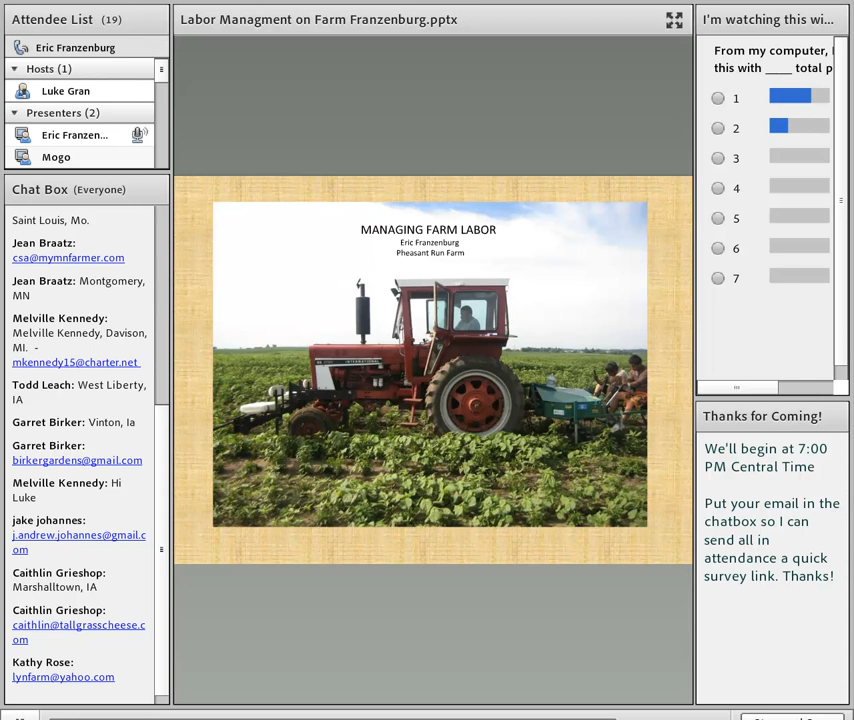 Attendee List (19)
Eric Franzenburg
Hosts (1)
Luke Gran
Presenters (2)
Eric Franzen...
Mogo
Chat Box (Everyone)
Saint Louis, Mo.
Jean Braatz:
csa@mymnfarmer.com
Jean Braatz: Montgomery,
MN
Melville Kennedy:
Melville Kennedy, Davison,
MI. -
mkennedy15@charter.net
Todd Leach: West Liberty,
IA
Garret Birker: Vinton, Ia
Garret Birker:
birkergardens@gmail.com
Melville Kennedy: Hi
Luke
jake johannes:
j.andrew.johannes@gmail.c
om
Caithlin Grieshop:
Marshalltown, IA
Caithlin Grieshop:
caithlin@tallgrasscheese.c
om
Kathy Rose:
lynfarm@yahoo.com
Labor Managment on Farm Franzenburg.pptx
MANAGING FARM LABOR
Eric Franzenburg
Pheasant Run Farm
INTERNATIONAL
I'm watching this wi...
From my computer, I
this with ____ total p
1
2
3
4
5
6
7
Thanks for Coming!
We'll begin at 7:00
PM Central Time
Put your email in the
chatbox so I can
send all in
attendance a quick
survey link. Thanks!